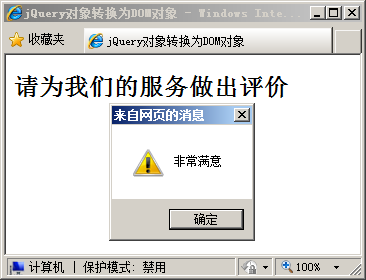 jQuery对象转换为DOM对象 - Windows Inte...
收藏夹
jQuery对象转换为DOM对象
请为我们的服务做出评价
来自网页的消息
非常满意
确定
计算机 | 保护模式: 禁用
100%